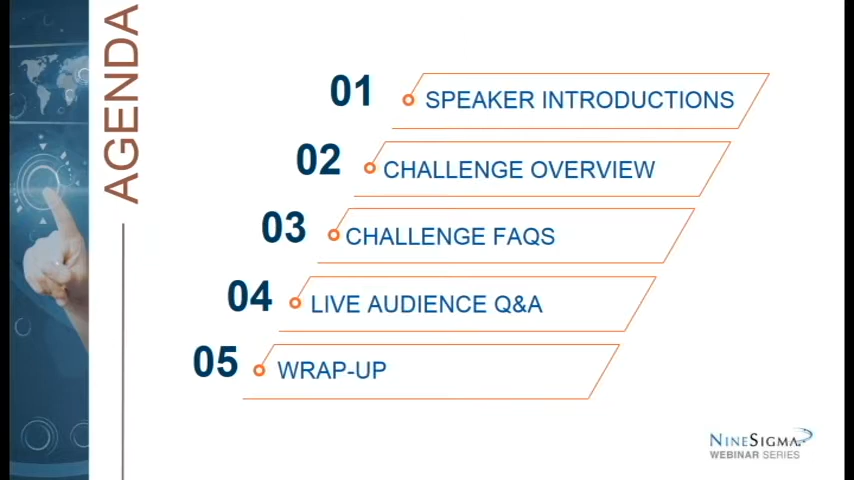 AGENDA
01 SPEAKER INTRODUCTIONS
02 CHALLENGE OVERVIEW
03 CHALLENGE FAQS
04 LIVE AUDIENCE Q&A
05 WRAP-UP
NINESIGMA
WEBINAR SERIES